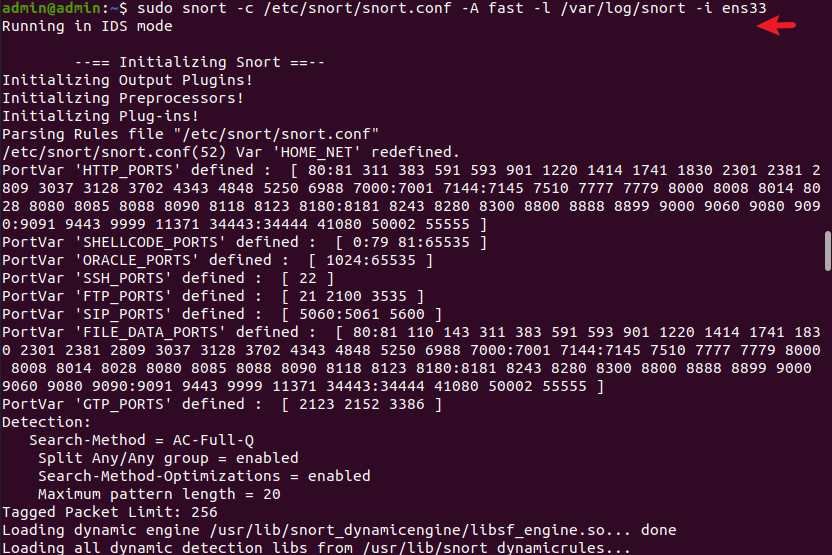 admin@admin:~$ sudo snort -c /etc/snort/snort.conf -A fast -l /var/log/snort -i ens33
Running in IDS mode
--== Initializing Snort ==--
Initializing Output Plugins!
Initializing Preprocessors!
Initializing Plug-ins!
Parsing Rules file "/etc/snort/snort.conf"
/etc/snort/snort.conf(52) Var 'HOME_NET' redefined.
PortVar 'HTTP_PORTS' defined :  [ 80:81 311 383 591 593 901 1220 1414 1741 1830 2301 2381 2
809 3037 3128 3702 4343 4848 5250 6988 7000:7001 7144:7145 7510 7777 7779 8000 8008 8014 80
28 8080 8085 8088 8090 8118 8123 8180:8181 8243 8280 8300 8800 8888 8899 9000 9060 9080 909
0:9091 9443 9999 11371 34443:34444 41080 50002 55555 ]
PortVar 'SHELLCODE_PORTS' defined :  [ 0:79 81:65535 ]
PortVar 'ORACLE_PORTS' defined :  [ 1024:65535 ]
PortVar 'SSH_PORTS' defined :  [ 22 ]
PortVar 'FTP_PORTS' defined :  [ 21 2100 3535 ]
PortVar 'SIP_PORTS' defined :  [ 5060:5061 5600 ]
PortVar 'FILE_DATA_PORTS' defined :  [ 80:81 110 143 311 383 591 593 901 1220 1414 1741 183
0 2301 2381 2809 3037 3128 3702 4343 4848 5250 6988 7000:7001 7144:7145 7510 7777 7779 8000
8008 8014 8028 8080 8085 8088 8090 8118 8123 8180:8181 8243 8280 8300 8800 8888 8899 9000
9060 9080 9090:9091 9443 9999 11371 34443:34444 41080 50002 55555 ]
PortVar 'GTP_PORTS' defined :  [ 2123 2152 3386 ]
Detection:
Search-Method = AC-Full-Q
Split Any/Any group = enabled
Search-Method-Optimizations = enabled
Maximum pattern length = 20
Tagged Packet Limit: 256
Loading dynamic engine /usr/lib/snort_dynamicengine/libsf_engine.so... done
Loading all dynamic detection libs from /usr/lib/snort_dynamicrules...